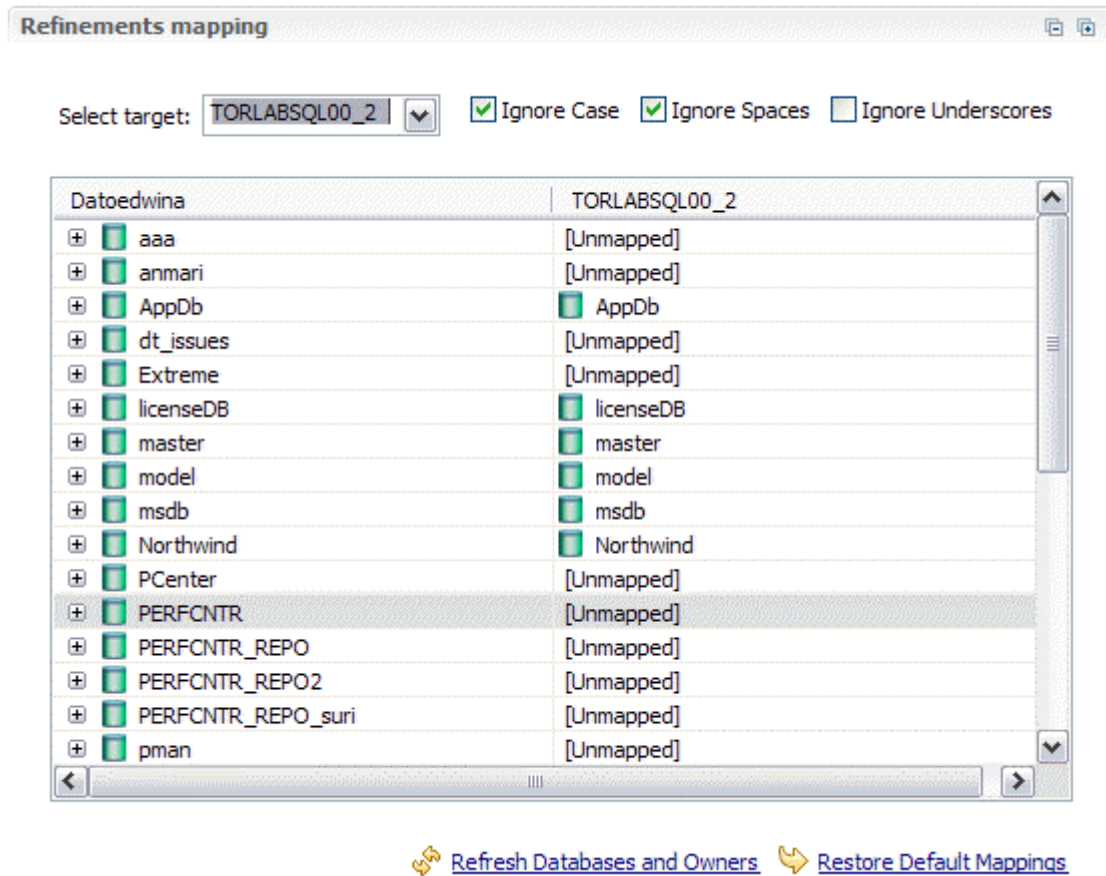 Refinements mapping
Select target: TORLABSQL00_2 Ignore Case Ignore Spaces Ignore Underscores
Datoedwina TORLABSQL00_2
aaa [Unmapped]
anmari [Unmapped]
AppDb AppDb
dt_issues [Unmapped]
Extreme [Unmapped]
licenseDB licenseDB
master master
model model
msdb msdb
Northwind Northwind
PCenter [Unmapped]
PERFCNTR [Unmapped]
PERFCNTR_REPO [Unmapped]
PERFCNTR_REPO2 [Unmapped]
PERFCNTR_REPO_suri [Unmapped]
pman [Unmapped]
Refresh Databases and Owners Restore Default Mappings